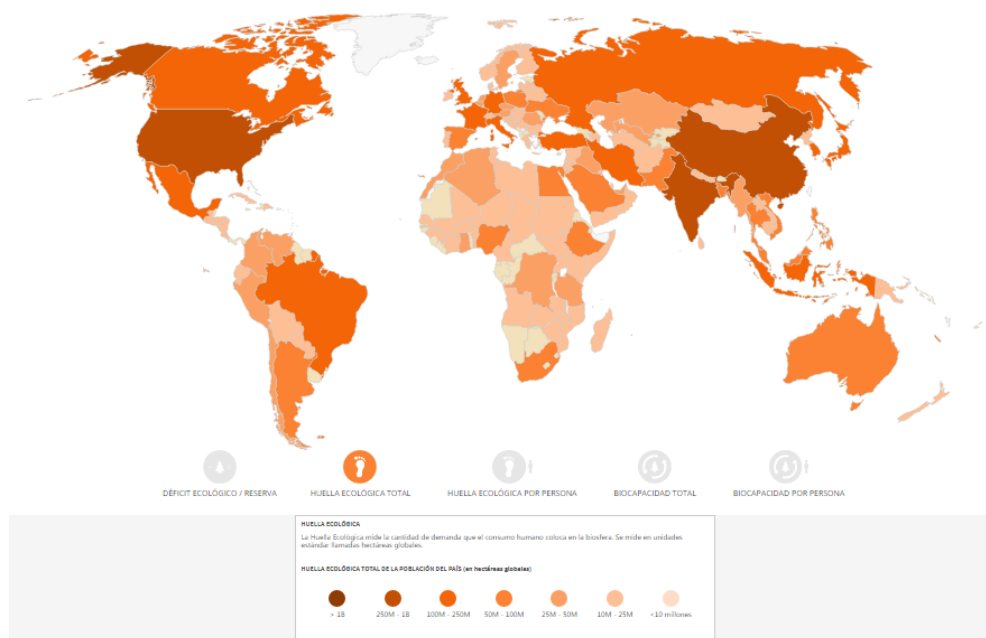 DÉFICIT ECOLÓGICO / RESERVA
HUELLA ECOLÓGICA TOTAL
HUELLA ECOLÓGICA POR PERSONA
BIOCAPACIDAD TOTAL
BIOCAPACIDAD POR PERSONA
HUELLA ECOLÓGICA
La Huella Ecológica mide la cantidad de demanda que el consumo humano coloca en la biosfera. Se mide en unidades
estándar llamadas hectáreas globales.
HUELLA ECOLÓGICA TOTAL DE LA POBLACIÓN DEL PAÍS (en hectáreas globales)
> 1B
250M - 1B
100M - 250M
50M - 100M
25M - 50M
10M - 25M
<10 millones